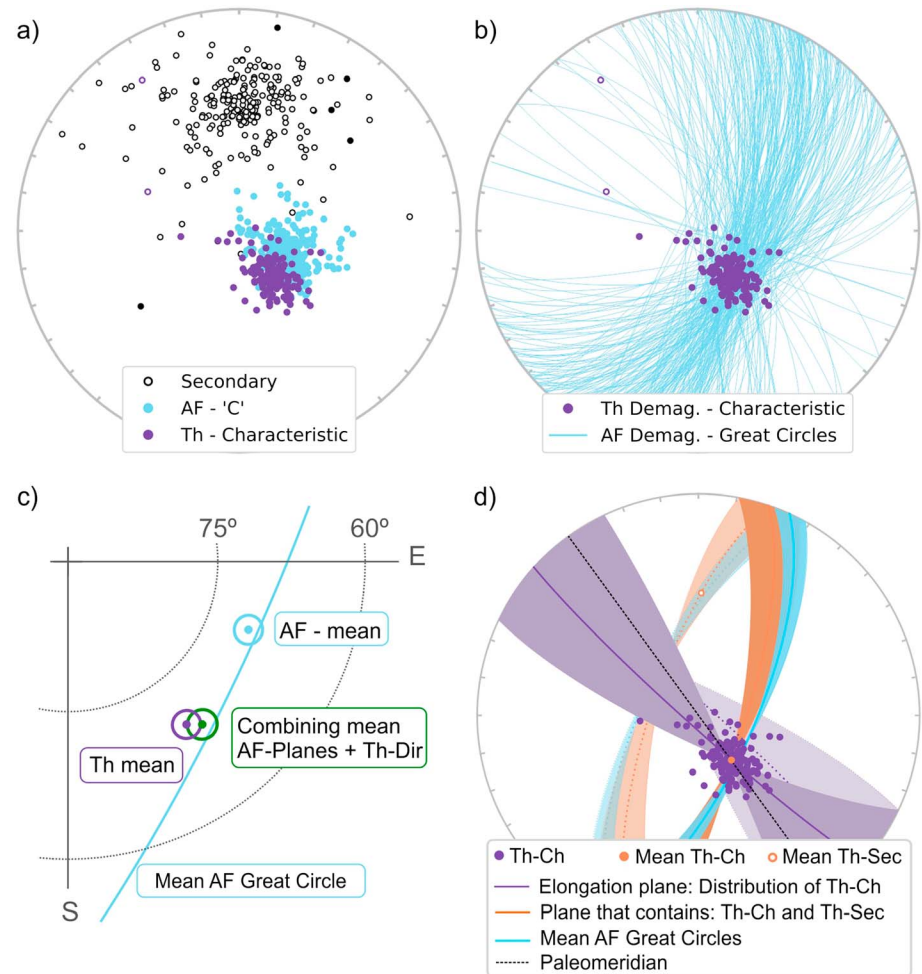 a)
b)
Secondary
AF - 'C'
Th - Characteristic
Th Demag. - Characteristic
AF Demag. - Great Circles
c)
75º
60º
E
AF - mean
Combining mean
AF-Planes + Th-Dir
Th mean
Mean AF Great Circle
S
d)
Th-Ch
Mean Th-Ch
Mean Th-Sec
Elongation plane: Distribution of Th-Ch
Plane that contains: Th-Ch and Th-Sec
Mean AF Great Circles
Paleomeridian